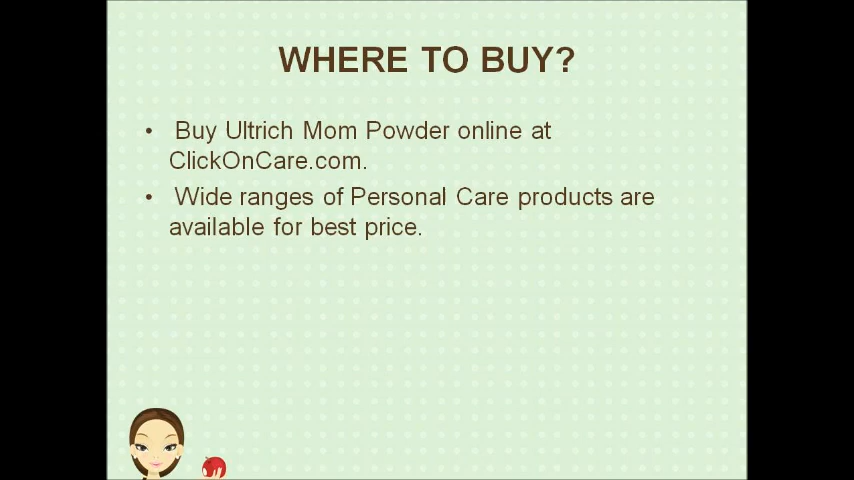 WHERE TO BUY?
• Buy Ultrich Mom Powder online at
ClickOnCare.com.
• Wide ranges of Personal Care products are
available for best price.